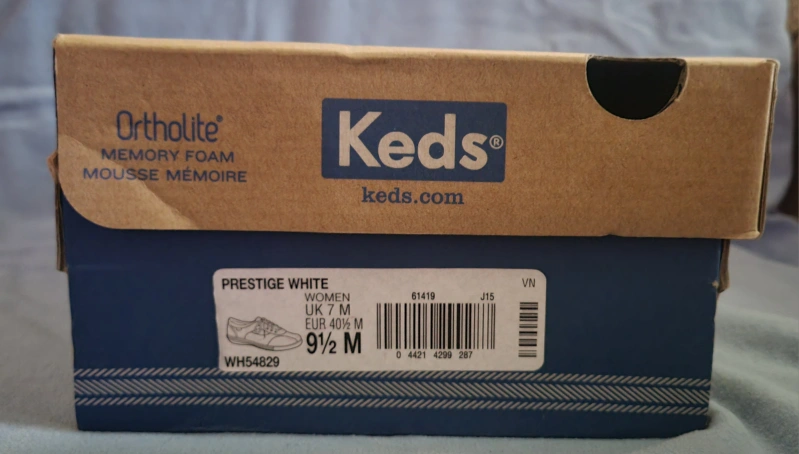 Ortholite®
MEMORY FOAM
MOUSSE MÉMOIRE
Keds®
keds.com
PRESTIGE WHITE
WOMEN
UK 7 M
EUR 40½ M
9½ M
WH54829
61419 J15
0 4421 4299 287
VN